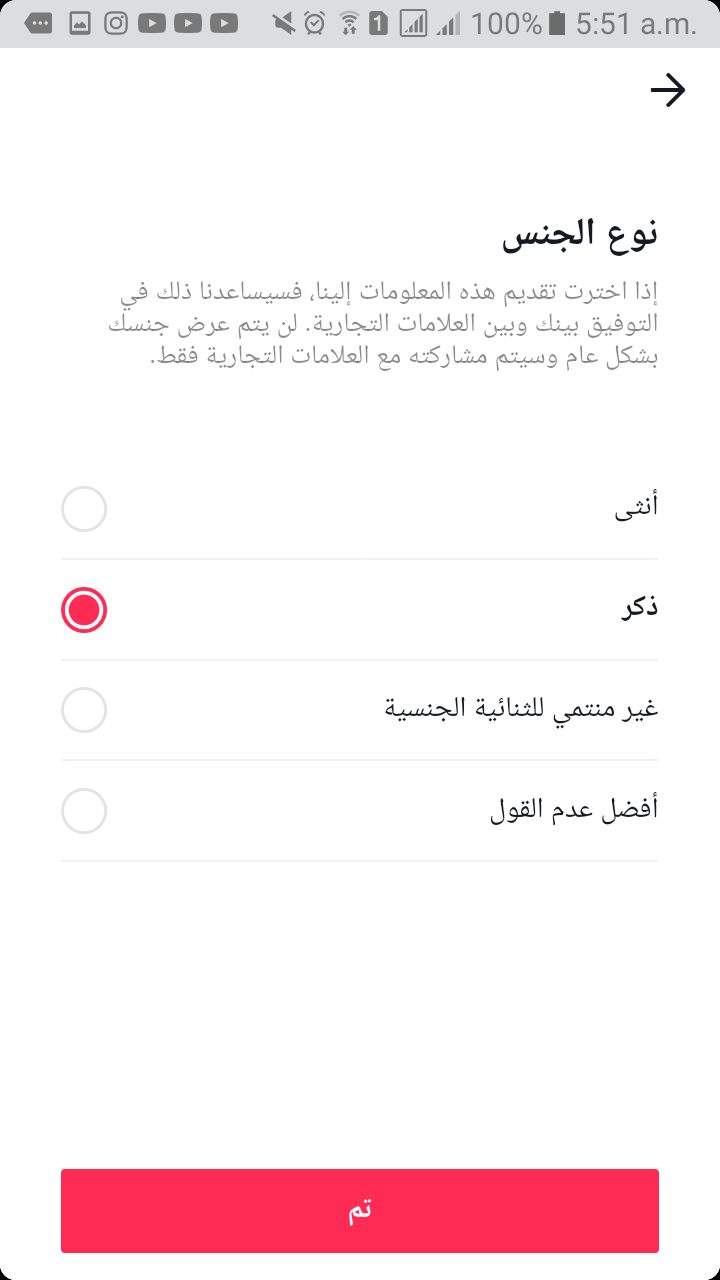 100% 5:51 a.m.
نوع الجنس
إذا اخترت تقديم هذه المعلومات إلينا، فسيساعدنا ذلك في
التوفيق بينك وبين العلامات التجارية. لن يتم عرض جنسك
بشكل عام وسيتم مشاركته مع العلامات التجارية فقط.
أنثى
ذكر
غير منتمي للثنائية الجنسية
أفضل عدم القول
تم